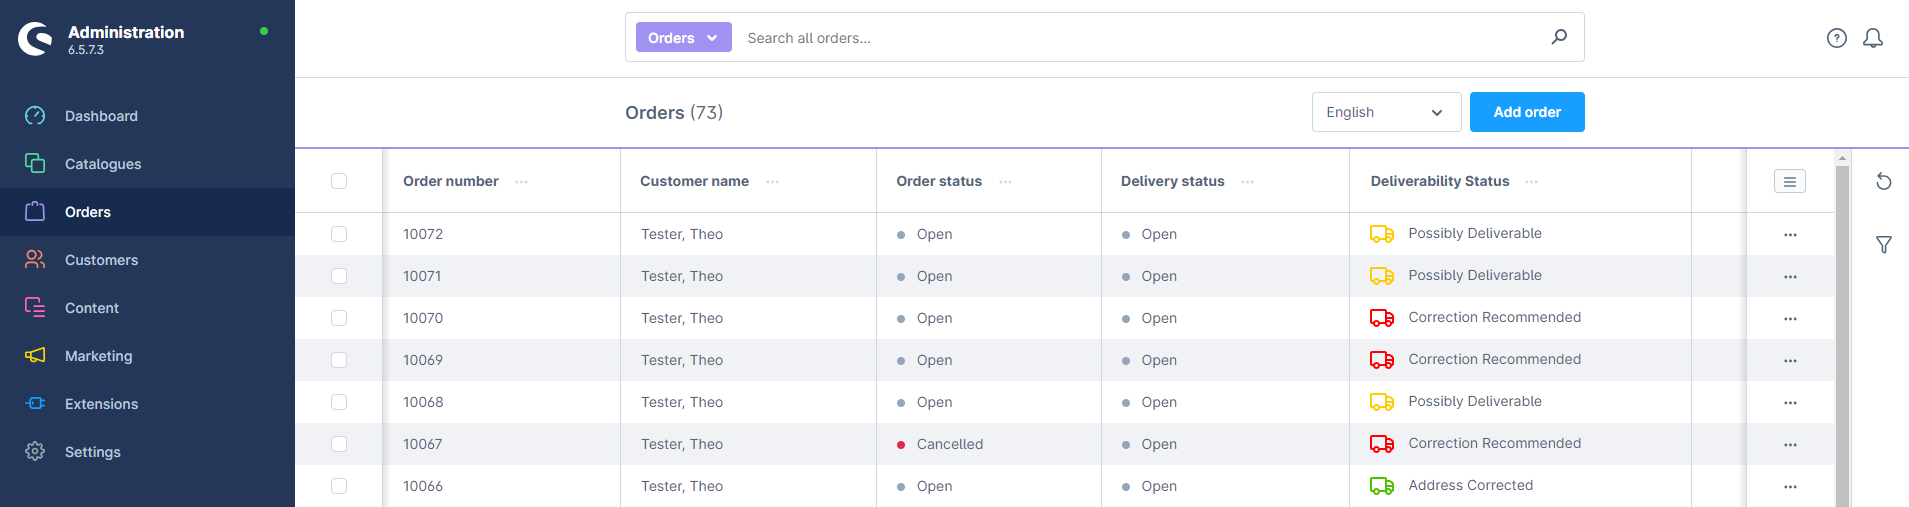 Administration
6.5.7.3
Orders Search all orders...
Dashboard
Catalogues
Orders
Customers
Content
Marketing
Extensions
Settings
Orders (73) English Add order
Order number Customer name Order status Delivery status Deliverability Status
10072 Tester, Theo Open Open Possibly Deliverable
10071 Tester, Theo Open Open Possibly Deliverable
10070 Tester, Theo Open Open Correction Recommended
10069 Tester, Theo Open Open Correction Recommended
10068 Tester, Theo Open Open Possibly Deliverable
10067 Tester, Theo Cancelled Open Correction Recommended
10066 Tester, Theo Open Open Address Corrected